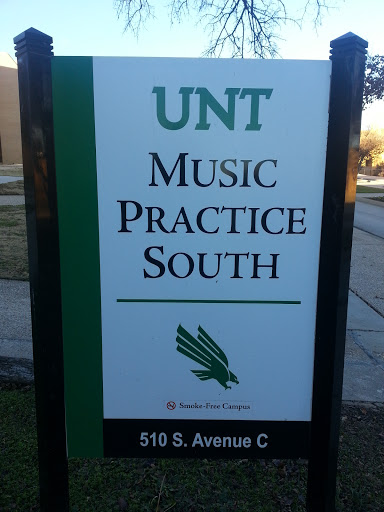 UNT
MUSIC
PRACTICE
SOUTH
Smoke-Free Campus
510 S. Avenue C